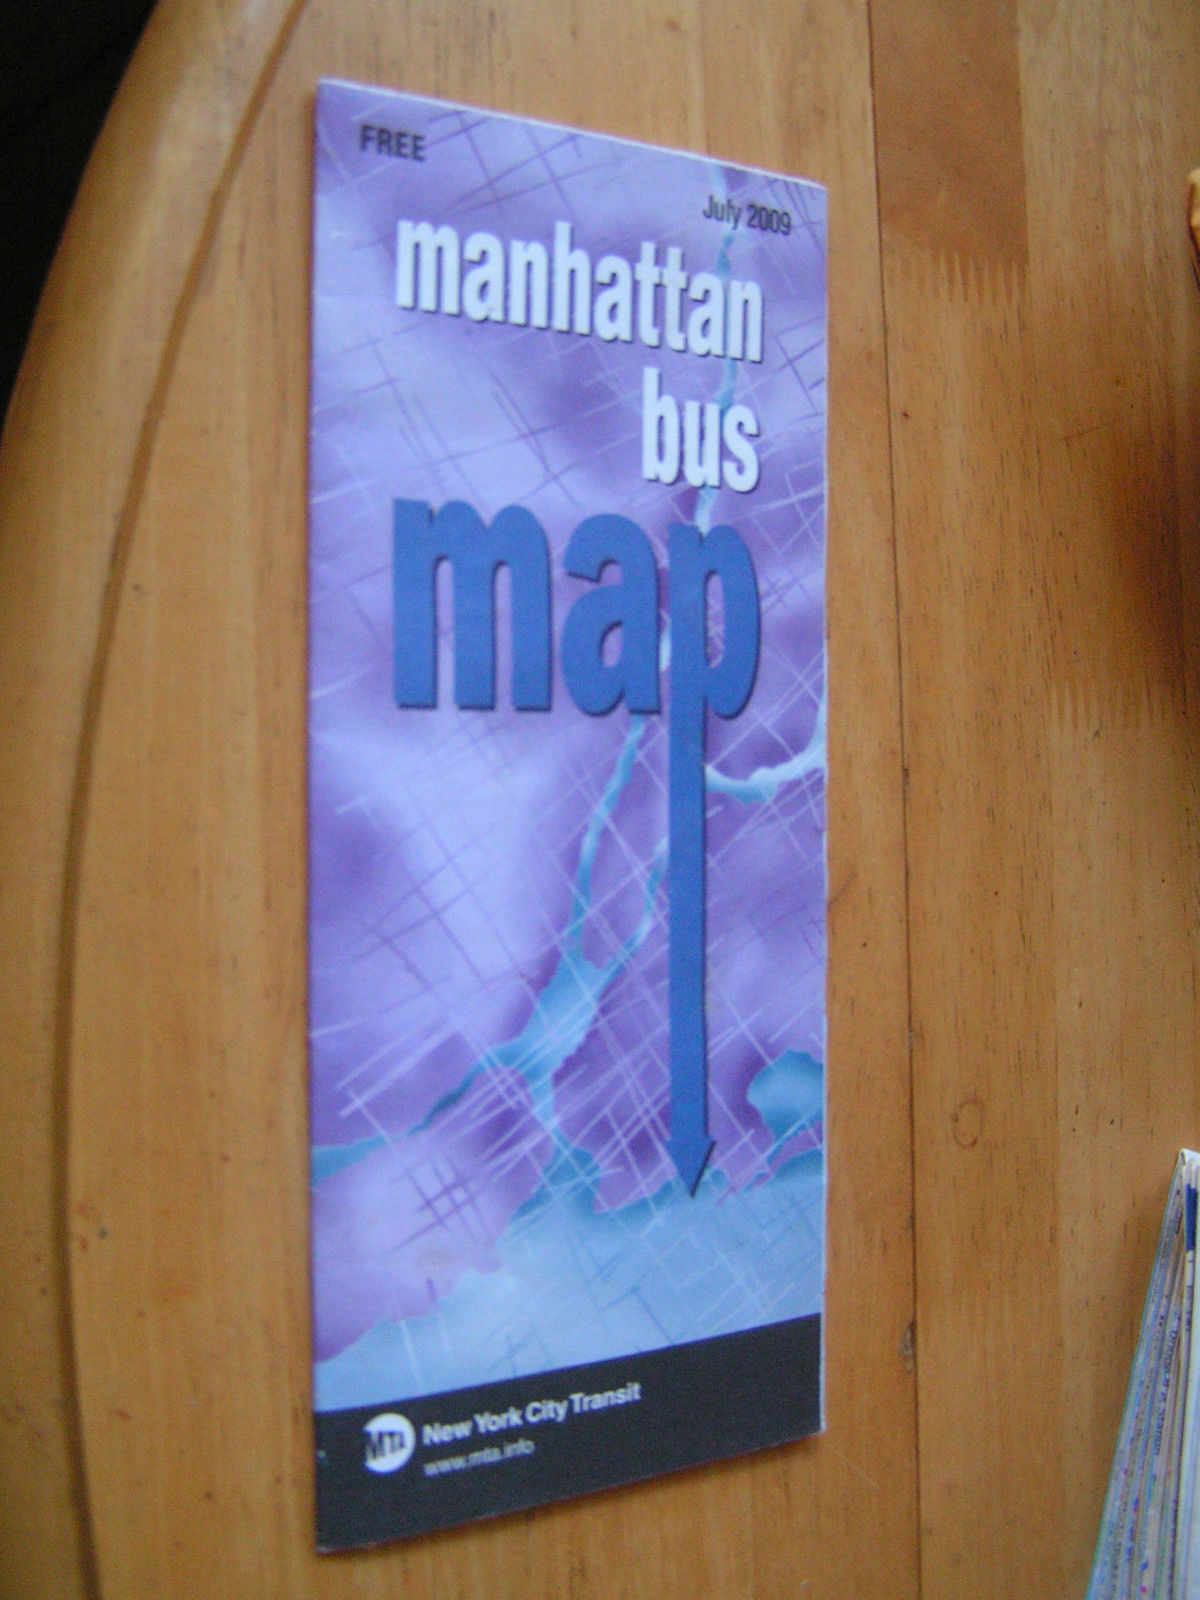 FREE
July 2009
manhattan
bus
map
MTA New York City Transit
www.mta.info